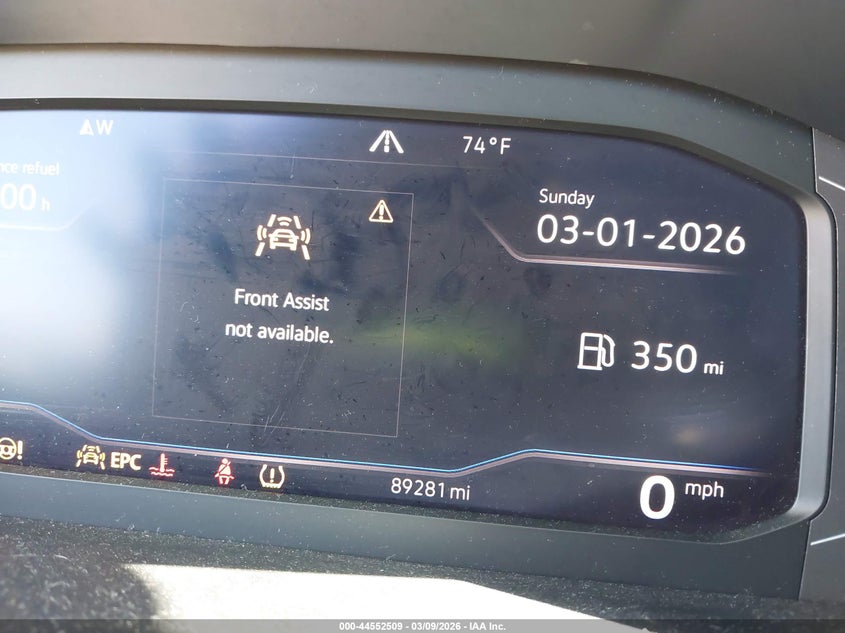 W
74°F
nce refuel
00 h
Sunday
03-01-2026
Front Assist
not available.
350 mi
EPC
89281 mi
0 mph
000-44552509 - 03/09/2026 - IAA Inc.